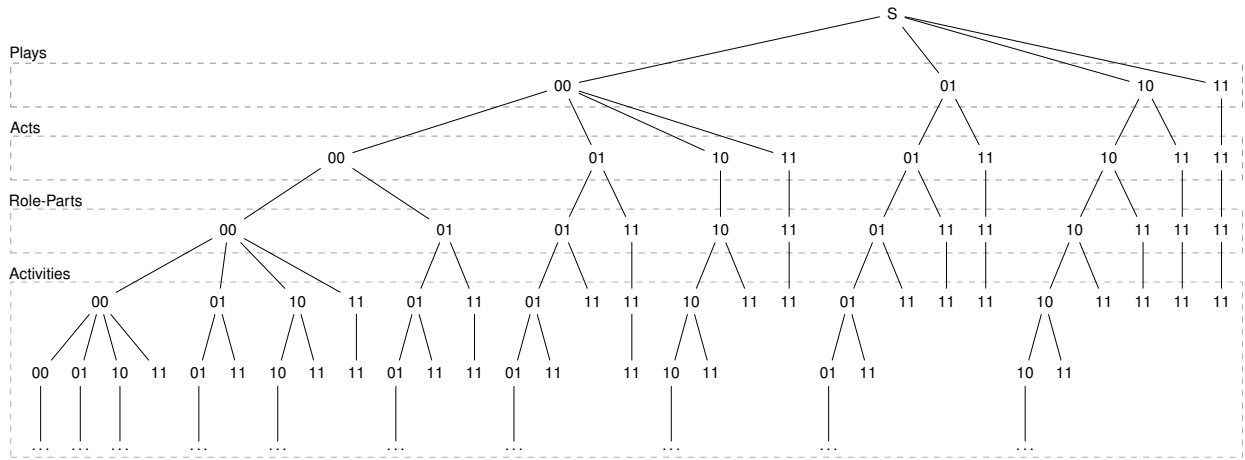 S
Plays
00 01 10 11
Acts
00 01 10 11 01 11 10 11 11
Role-Parts
00 01 01 11 10 11 01 11 11 10 11 11 11
Activities
00 01 10 11 01 11 01 11 11 10 11 11 01 11 11 11 10 11 11 11 11
00 01 10 11 01 11 10 11 11 01 11 11 01 11 11 10 11 01 11 10 11
... ... ... ... ... ... ... ... ... ...